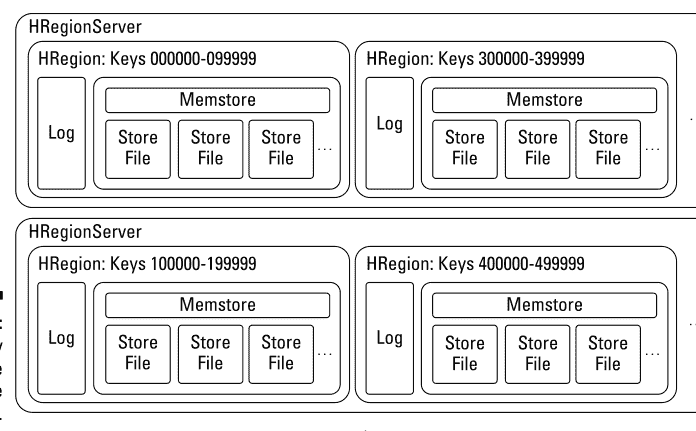 HRegionServer
HRegion: Keys 000000-099999
Log
Memstore
Store File
Store File
Store File
...
HRegion: Keys 300000-399999
Log
Memstore
Store File
Store File
Store File
...
HRegionServer
HRegion: Keys 100000-199999
Log
Memstore
Store File
Store File
Store File
...
HRegion: Keys 400000-499999
Log
Memstore
Store File
Store File
Store File
...